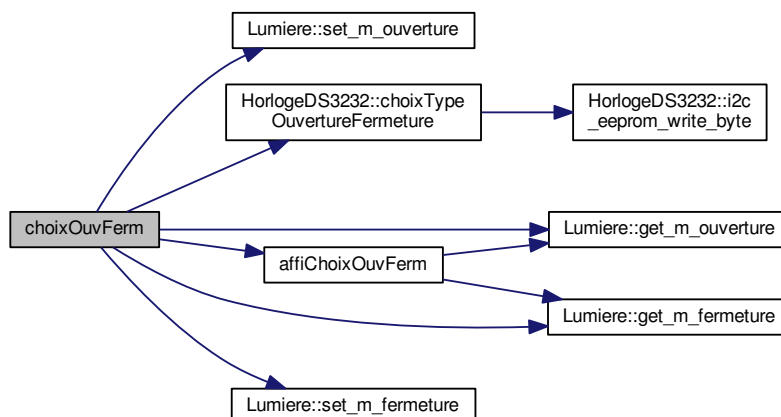 Lumiere::set_m_ouverture
HorlogeDS3232::choixType
OuvertureFermeture
HorlogeDS3232::i2c
_eeprom_write_byte
choixOuvFerm
Lumiere::get_m_ouverture
affiChoixOuvFerm
Lumiere::get_m_fermeture
Lumiere::set_m_fermeture